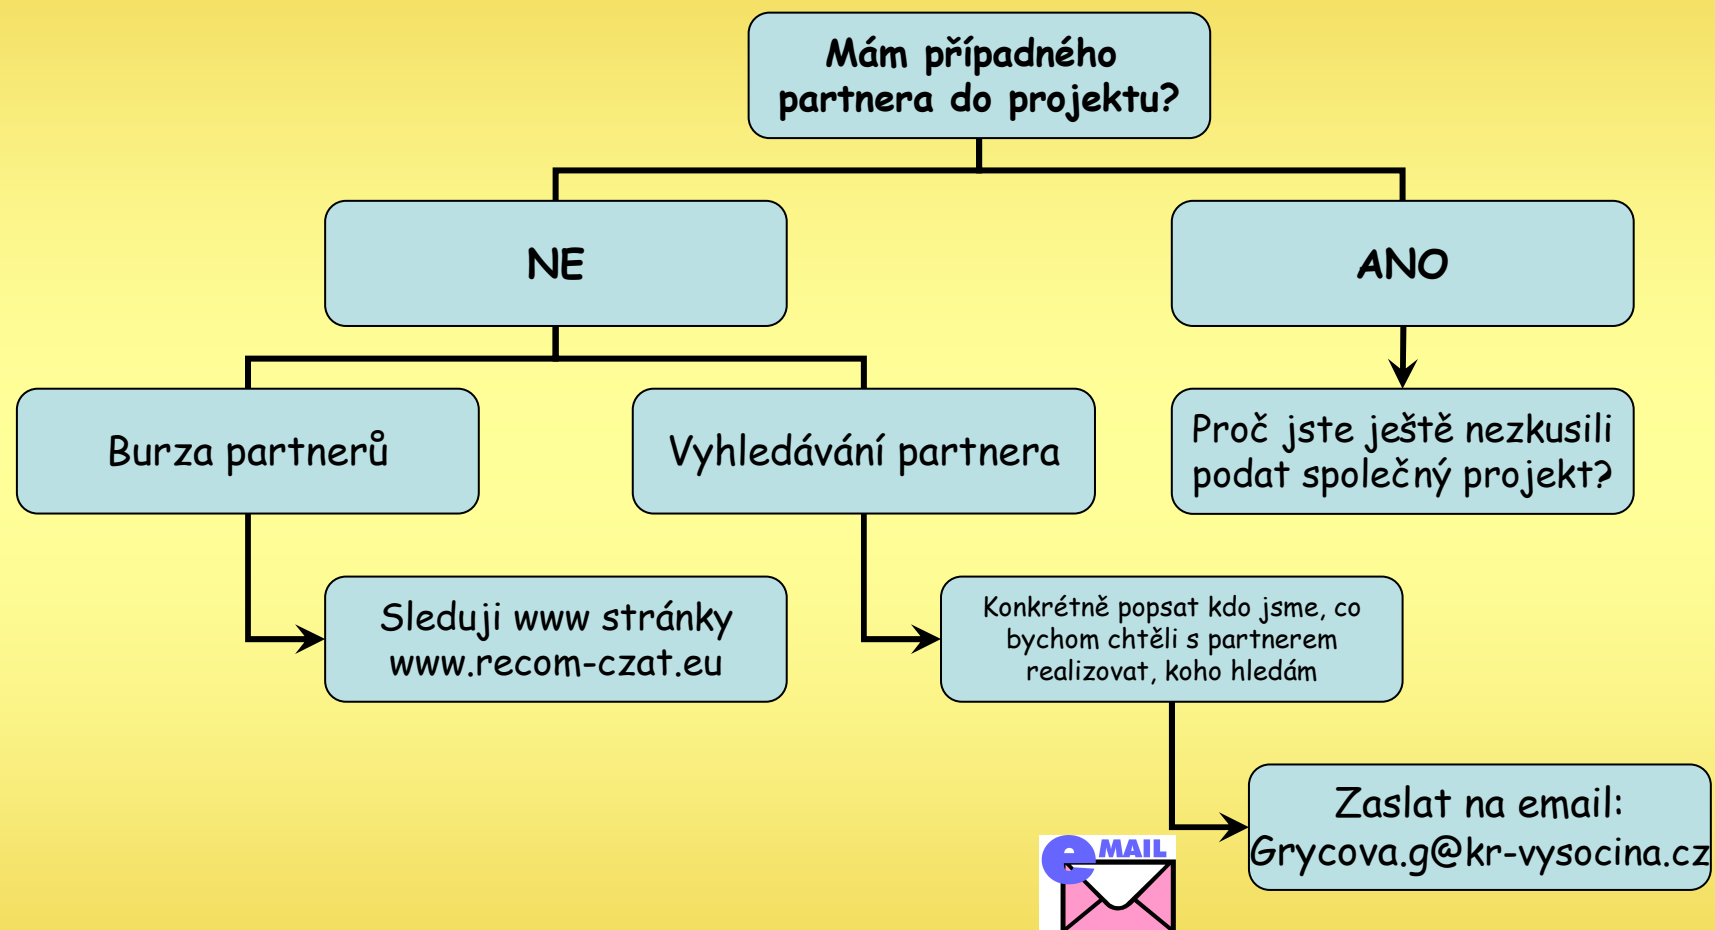 Mám případného
partnera do projektu?
NE
ANO
Burza partnerů
Vyhledávání partnera
Proč jste ještě nezkusili
podat společný projekt?
Sleduji www stránky
www.recom-czat.eu
Konkrétně popsat kdo jsme, co
bychom chtěli s partnerem
realizovat, koho hledám
Zaslat na email:
Grycova.g@kr-vysocina.cz
e MAIL